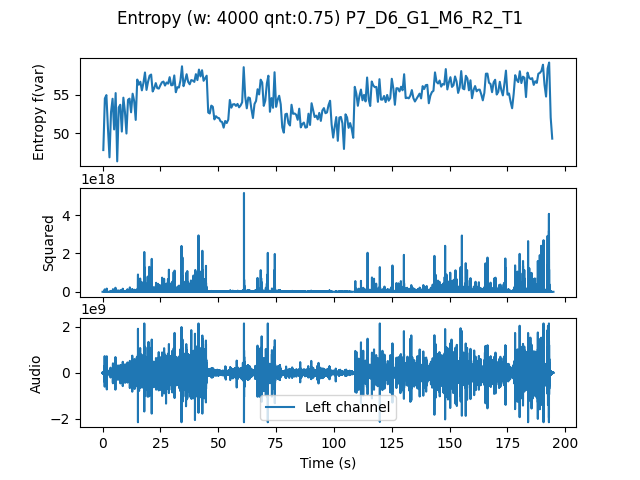 Entropy (w: 4000 qnt:0.75) P7_D6_G1_M6_R2_T1
Entropy f(var)
55
50
1e18
Squared
4
2
0
1e9
Audio
2
0
−2
Left channel
0 25 50 75 100 125 150 175 200
Time (s)